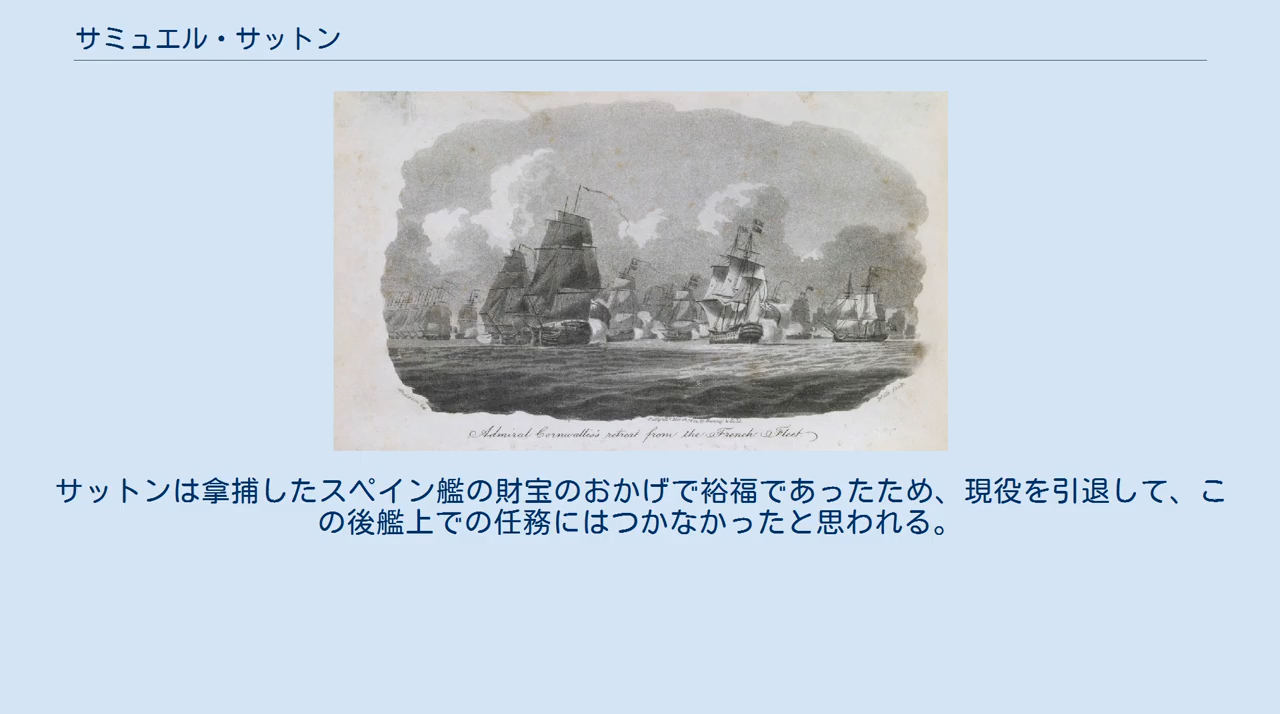 サミュエル・サットン
Admiral Cornwallis's retreat from the French Fleet
サットンは拿捕したスペイン艦の財宝のおかげで裕福であったため、現役を引退して、こ
の後艦上での任務にはつかなかったと思われる。